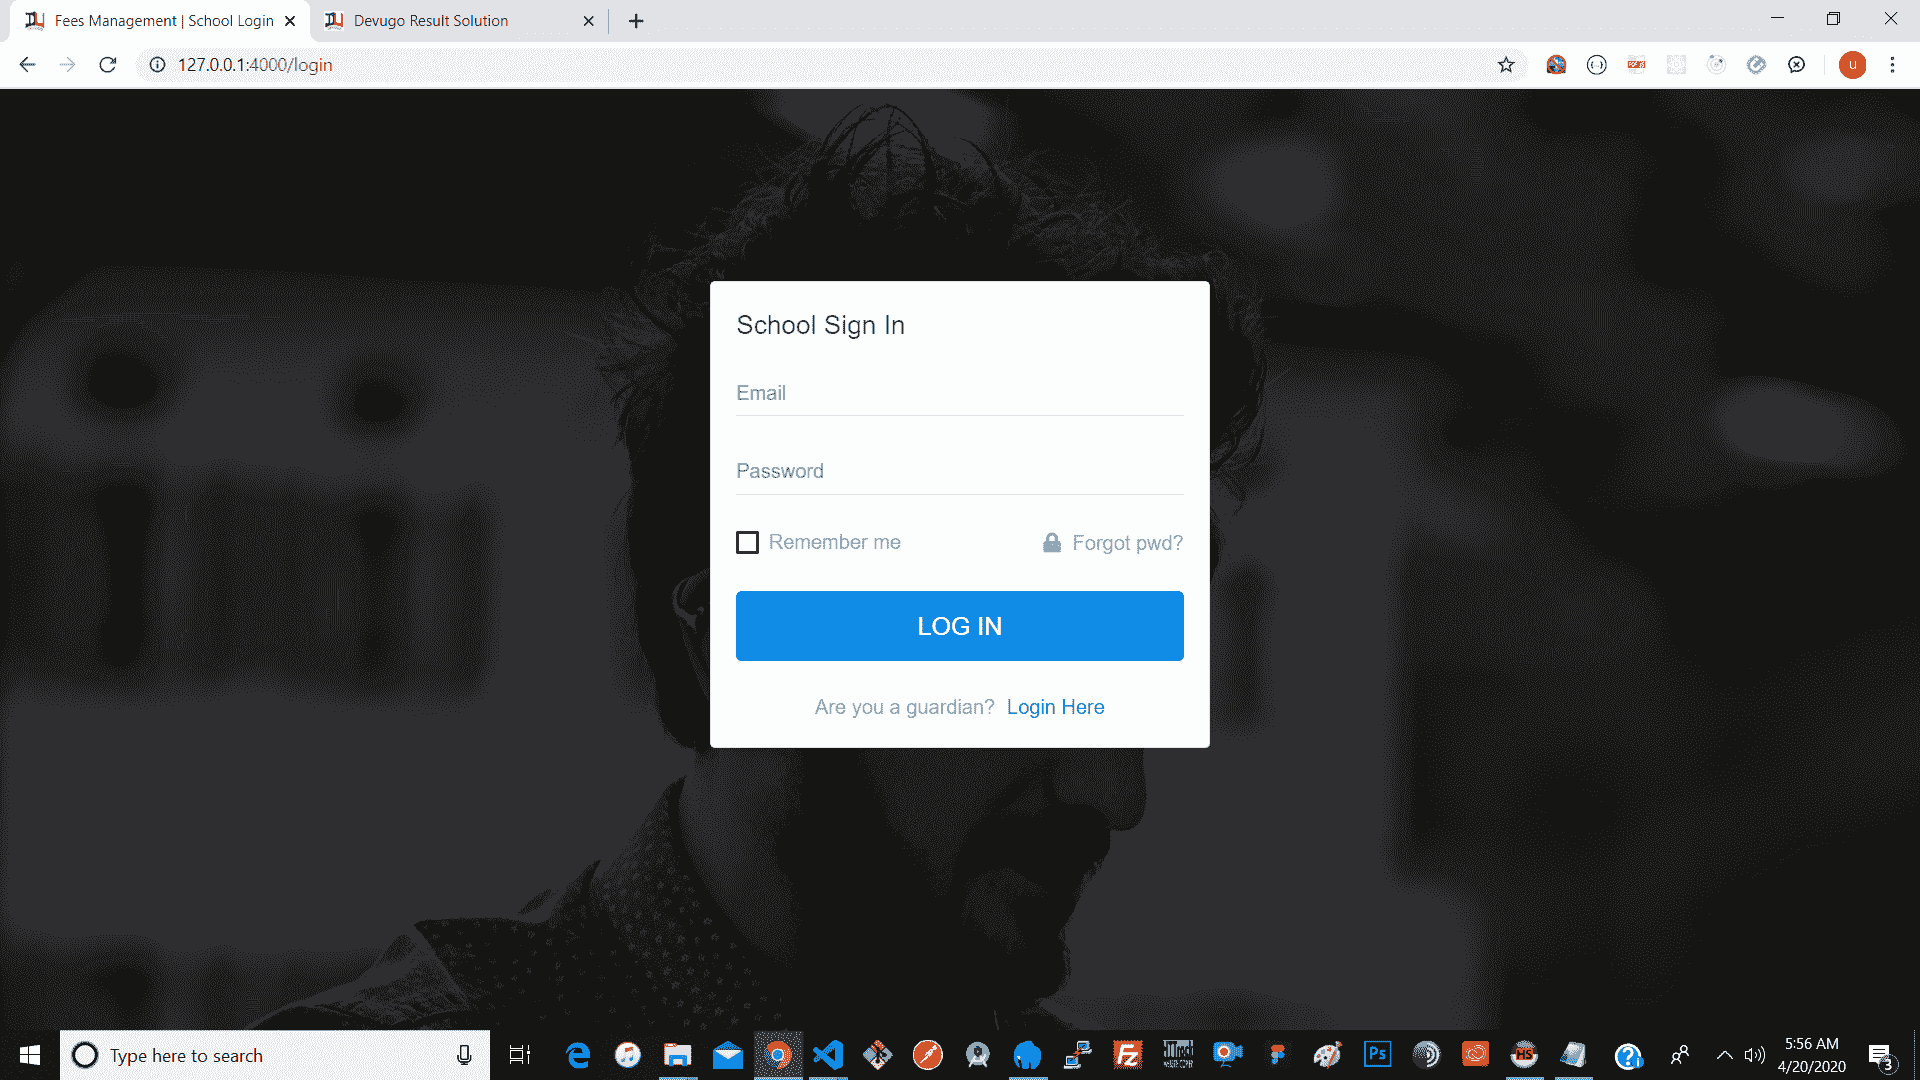 Fees Management | School Login
Devugo Result Solution
127.0.0.1:4000/login
u
School Sign In
Email
Password
Remember me
Forgot pwd?
LOG IN
Are you a guardian? Login Here
Type here to search
Ps
5:56 AM
4/20/2020
3